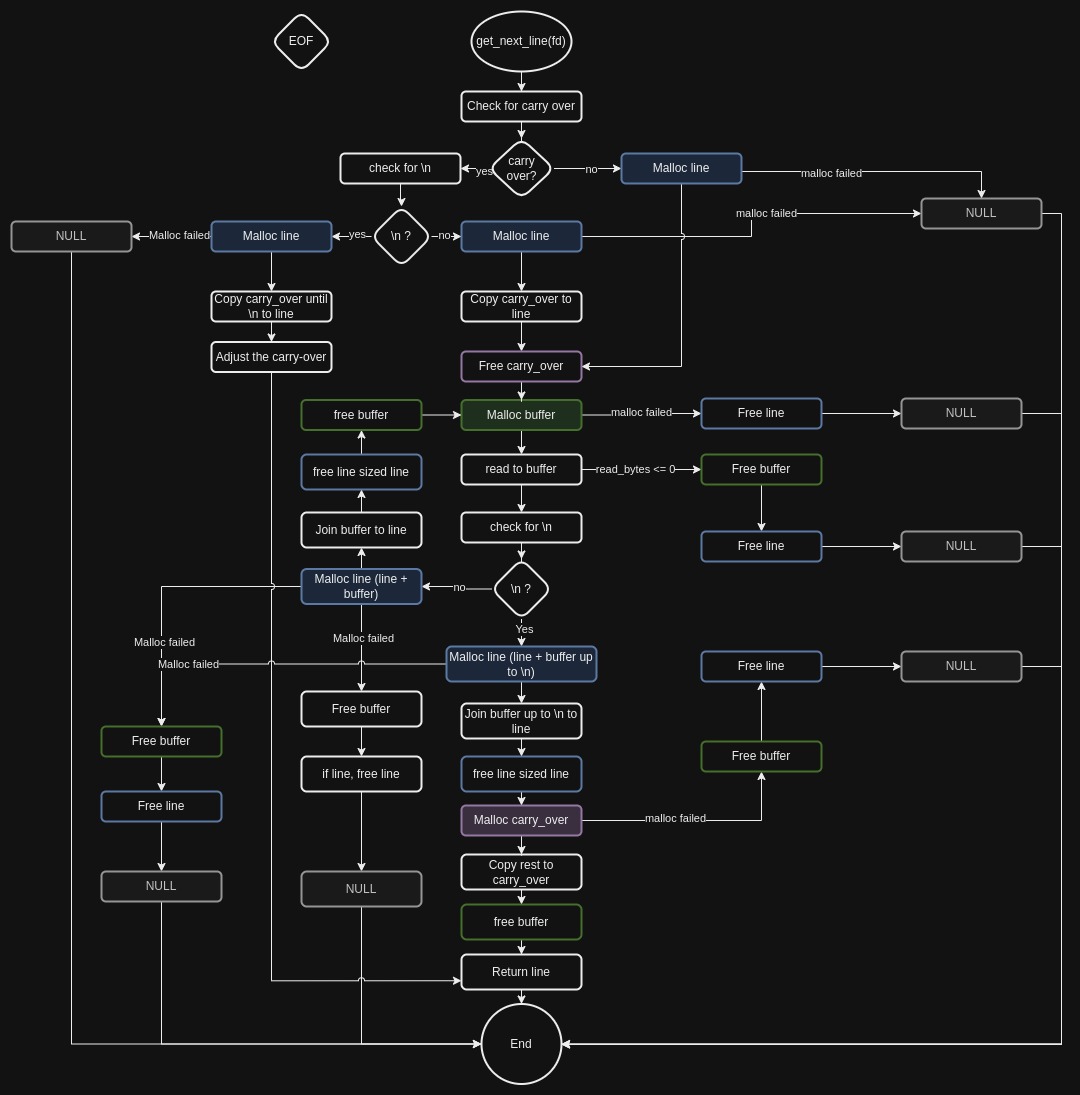 EOF
get_next_line(fd)
Check for carry over
carry
over?
yes
no
check for \n
Malloc line
malloc failed
NULL
NULL
Malloc failed
Malloc line
yes
\n ?
no
Malloc line
malloc failed
Copy carry_over until
\n to line
Copy carry_over to
line
Adjust the carry-over
Free carry_over
free buffer
Malloc buffer
malloc failed
Free line
NULL
free line sized line
read to buffer
read_bytes <= 0
Free buffer
Join buffer to line
check for \n
Free line
NULL
Malloc line (line +
buffer)
no
\n ?
Yes
Malloc failed
Malloc failed
Malloc failed
Malloc line (line + buffer up
to \n)
Free line
NULL
Free buffer
Join buffer up to \n to
line
Free buffer
Free buffer
if line, free line
free line sized line
Free line
Malloc carry_over
malloc failed
NULL
NULL
Copy rest to
carry_over
free buffer
Return line
End